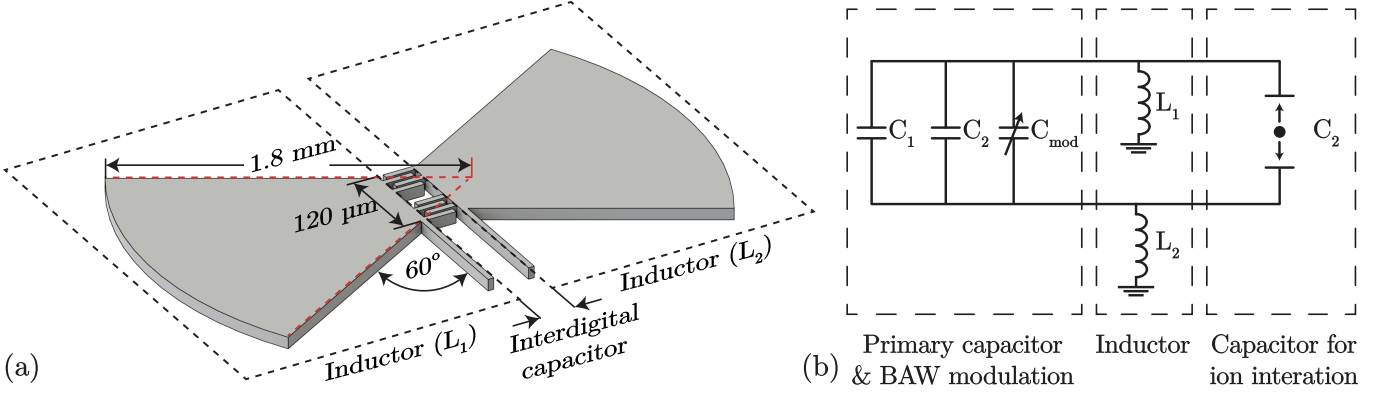 1.8 mm
120 µm
60°
Inductor (L₁)
Interdigital
capacitor
Inductor (L₂)
(a)
C₁
C₂
Cₘₒd
L₁
L₂
C₂
Primary capacitor
& BAW modulation
Inductor
Capacitor for
ion interation
(b)